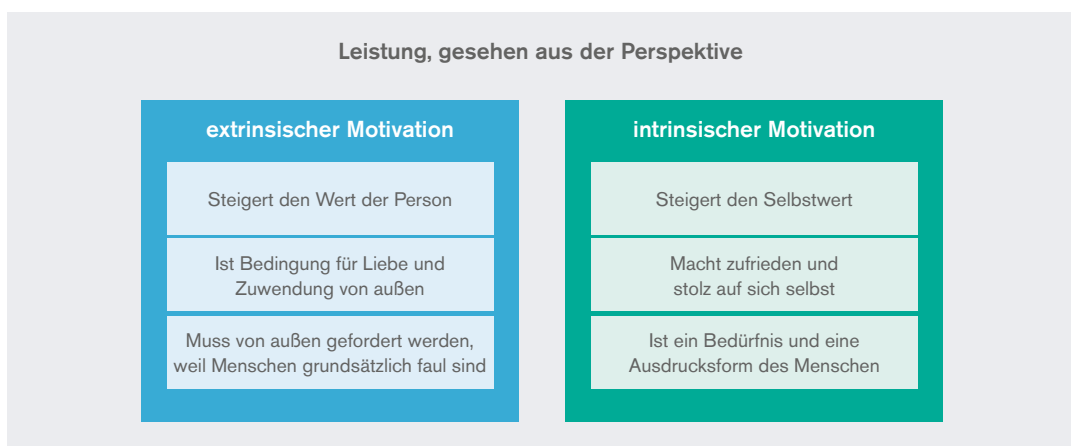 Leistung, gesehen aus der Perspektive
extrinsischer Motivation
Steigert den Wert der Person
Ist Bedingung für Liebe und
Zuwendung von außen
Muss von außen gefordert werden,
weil Menschen grundsätzlich faul sind
intrinsischer Motivation
Steigert den Selbstwert
Macht zufrieden und
stolz auf sich selbst
Ist ein Bedürfnis und eine
Ausdrucksform des Menschen